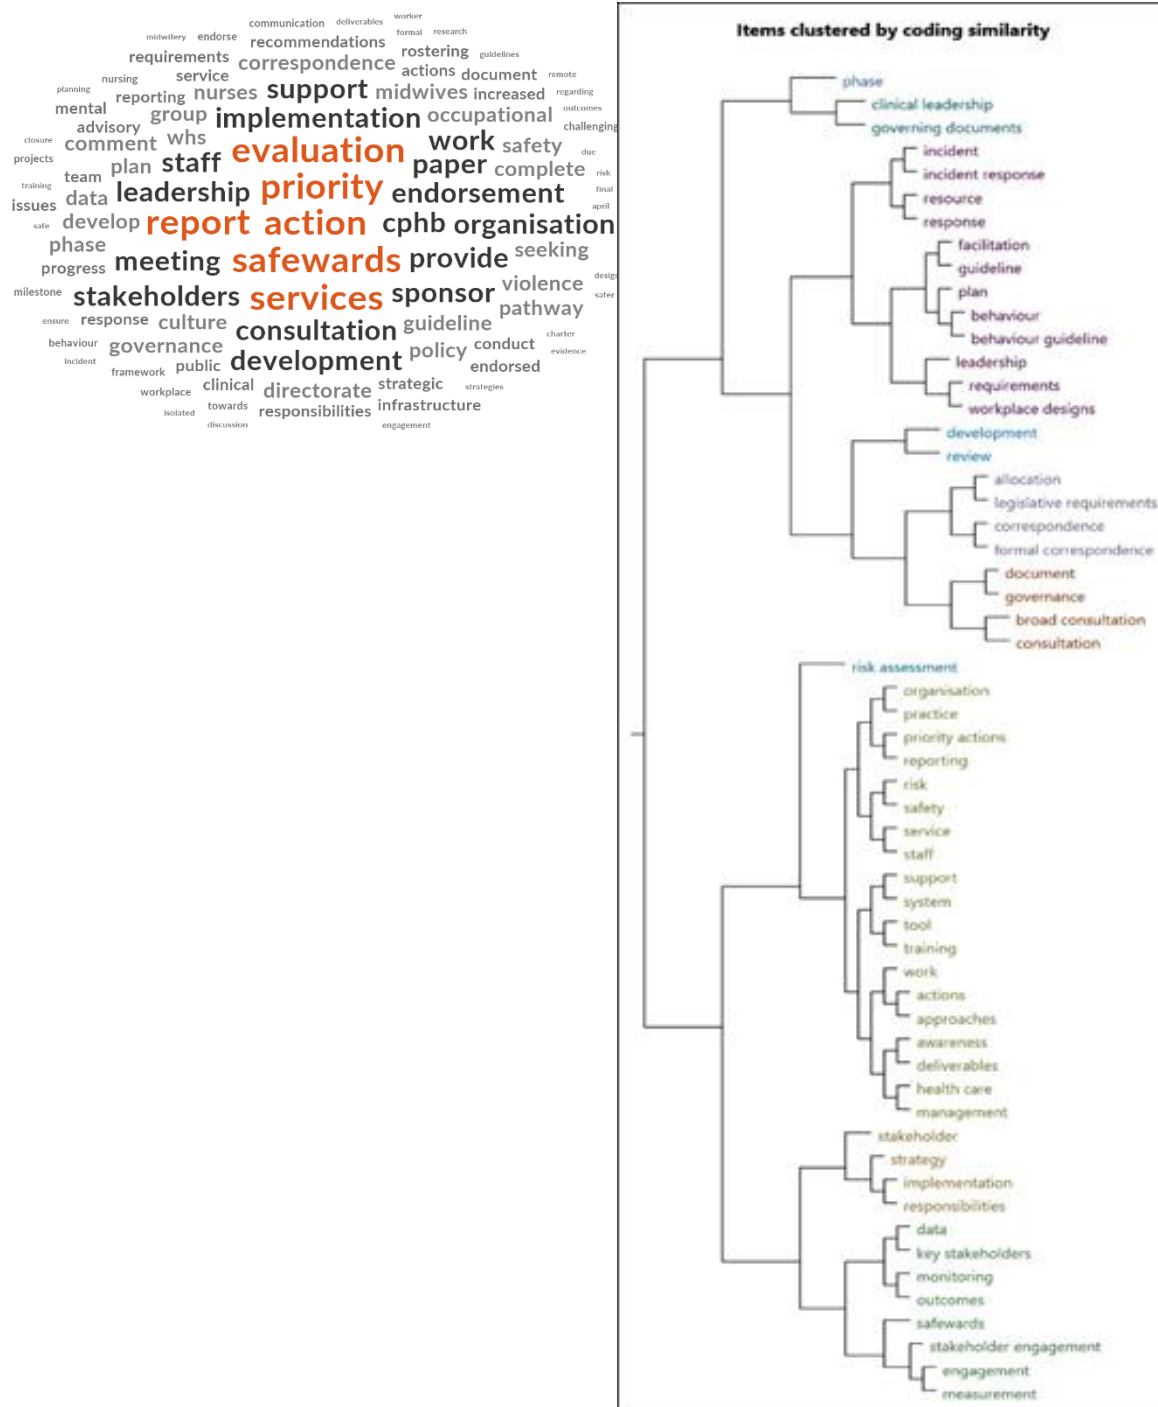 communication deliverables worker
midwifery endorse recommendations formal research
requirements correspondence rostering guidelines
nursing service support actions document remote
planning reporting nurses midwives increased regarding
mental group implementation occupational outcomes
advisory whs work safety challenging
closure comment staff evaluation paper complete due
projects team plan priority risk
training data leadership endorsement final
issues april
safe develop report action cphb organisation
phase safewards provide seeking
progress meeting violence design
milestone stakeholders services sponsor pathway safer
ensure response culture consultation guideline charter
behaviour governance development policy conduct evidence
incident framework public endorsed
workplace clinical directorate strategic strategies
isolated towards responsibilities infrastructure
discussion engagement
Items clustered by coding similarity
phase
clinical leadership
governing documents
incident
incident response
resource
response
facilitation
guideline
plan
behaviour
behaviour guideline
leadership
requirements
workplace designs
development
review
allocation
legislative requirements
correspondence
formal correspondence
document
governance
broad consultation
consultation
risk assessment
organisation
practice
priority actions
reporting
risk
safety
service
staff
support
system
tool
training
work
actions
approaches
awareness
deliverables
health care
management
stakeholder
strategy
implementation
responsibilities
data
key stakeholders
monitoring
outcomes
safewards
stakeholder engagement
engagement
measurement